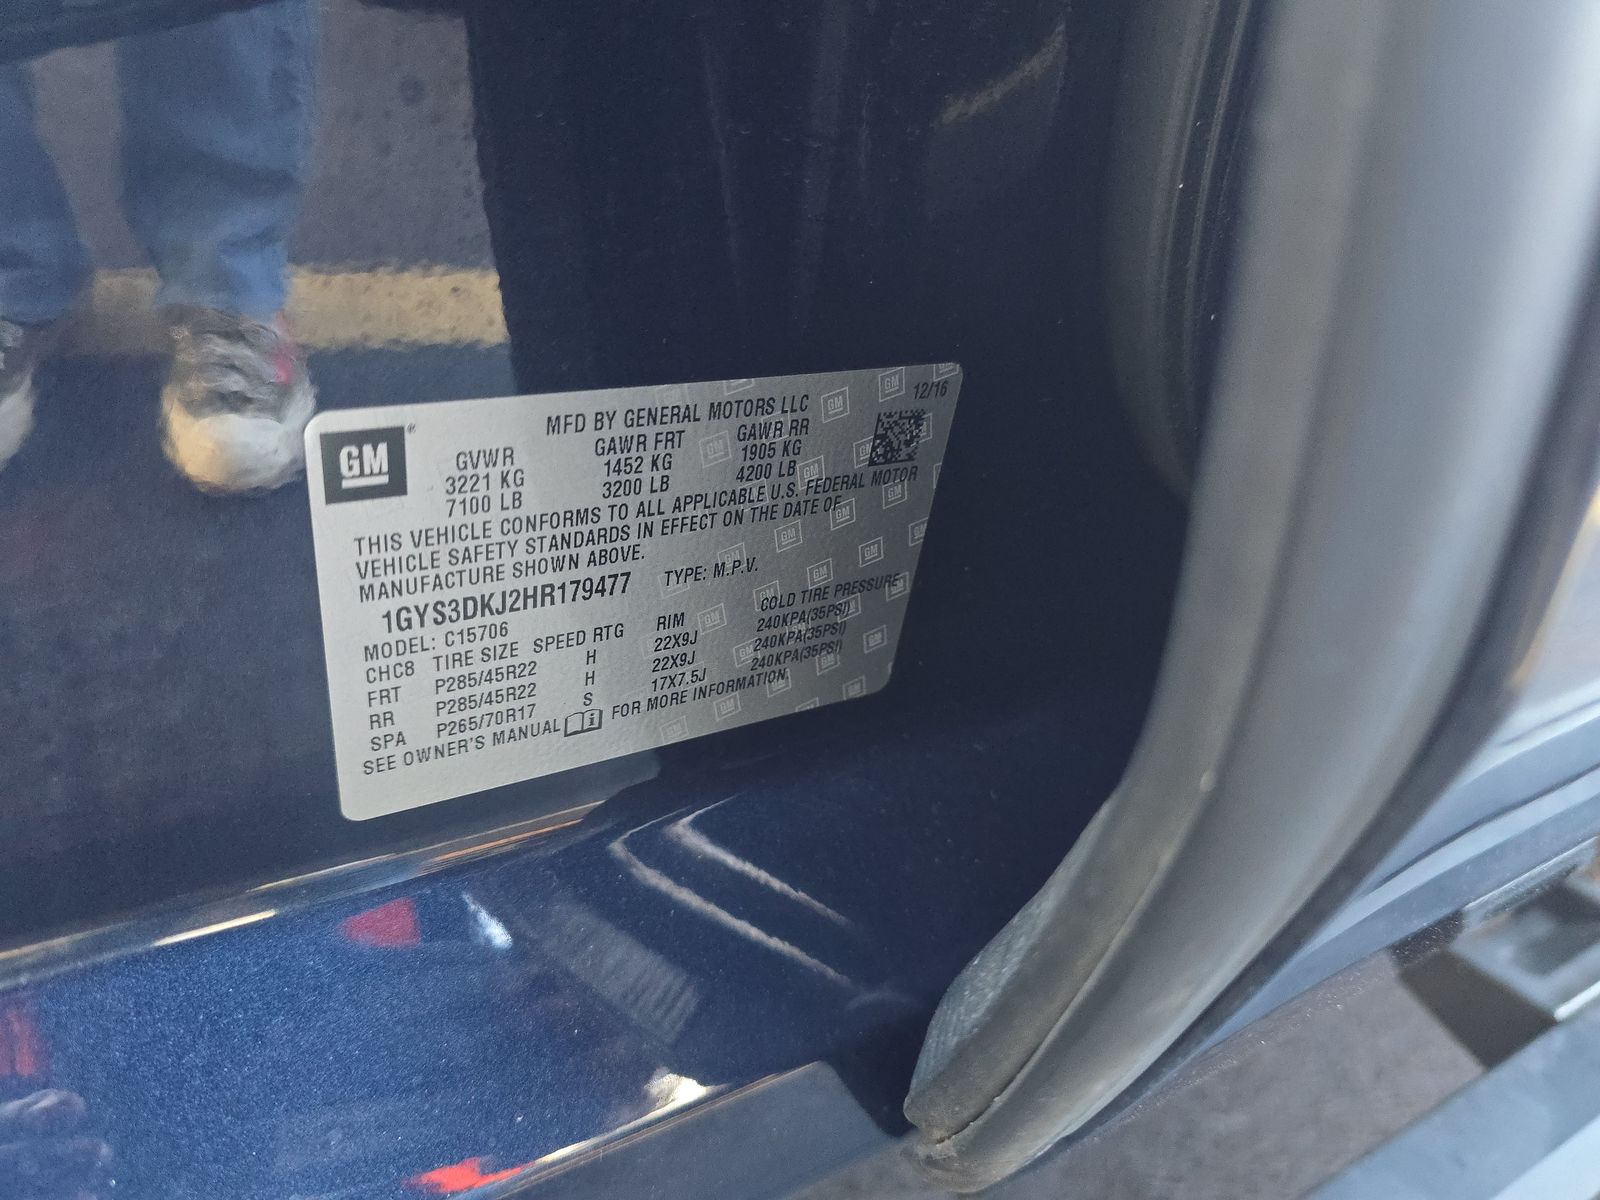 GM®
MFD BY GENERAL MOTORS LLC 12/16
GVWR GAWR FRT GAWR RR
3221 KG 1452 KG 1905 KG
7100 LB 3200 LB 4200 LB
THIS VEHICLE CONFORMS TO ALL APPLICABLE U.S. FEDERAL MOTOR
VEHICLE SAFETY STANDARDS IN EFFECT ON THE DATE OF
MANUFACTURE SHOWN ABOVE.
1GYS3DKJ2HR179477 TYPE: M.P.V.
MODEL: C15706
CHC8 TIRE SIZE SPEED RTG RIM COLD TIRE PRESSURE
FRT P285/45R22 H 22X9J 240KPA(35PSI)
RR P285/45R22 H 22X9J 240KPA(35PSI)
SPA P265/70R17 S 17X7.5J 240KPA(35PSI)
SEE OWNER'S MANUAL FOR MORE INFORMATION